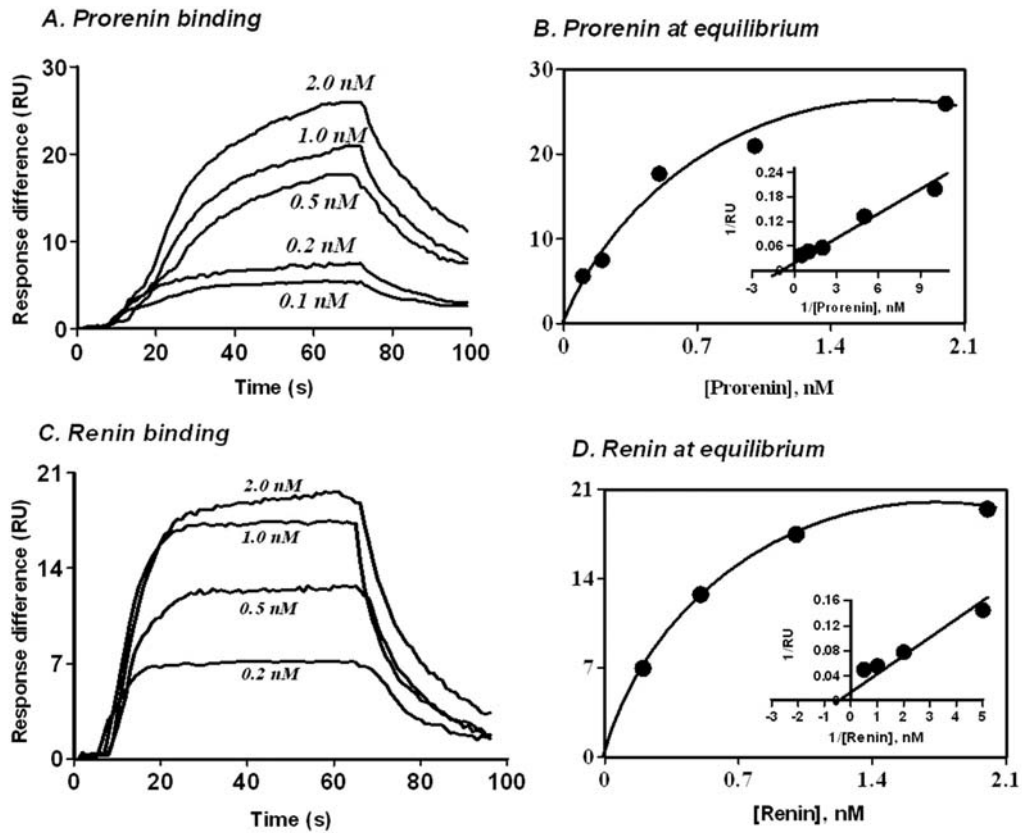 A. Prorenin binding
Response difference (RU)
30
20
10
0
2.0 nM
1.0 nM
0.5 nM
0.2 nM
0.1 nM
0 20 40 60 80 100
Time (s)
B. Prorenin at equilibrium
30
20
10
0
0 0.7 1.4 2.1
[Prorenin], nM
1/RU
0.24
0.18
0.12
0.06
0
-3 0 3 6 9
1/[Prorenin], nM
C. Renin binding
Response difference (RU)
21
14
7
0
2.0 nM
1.0 nM
0.5 nM
0.2 nM
0 20 40 60 80 100
Time (s)
D. Renin at equilibrium
21
14
7
0
0 0.7 1.4 2.1
[Renin], nM
1/RU
0.16
0.12
0.08
0.04
0
-3 -2 -1 0 1 2 3 4 5
1/[Renin], nM